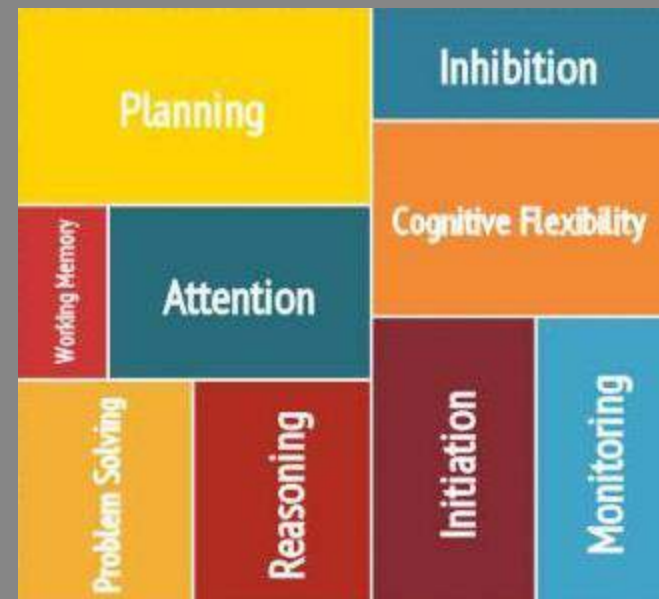 Planning
Inhibition
Cognitive Flexibility
Working Memory
Attention
Problem Solving
Reasoning
Initiation
Monitoring